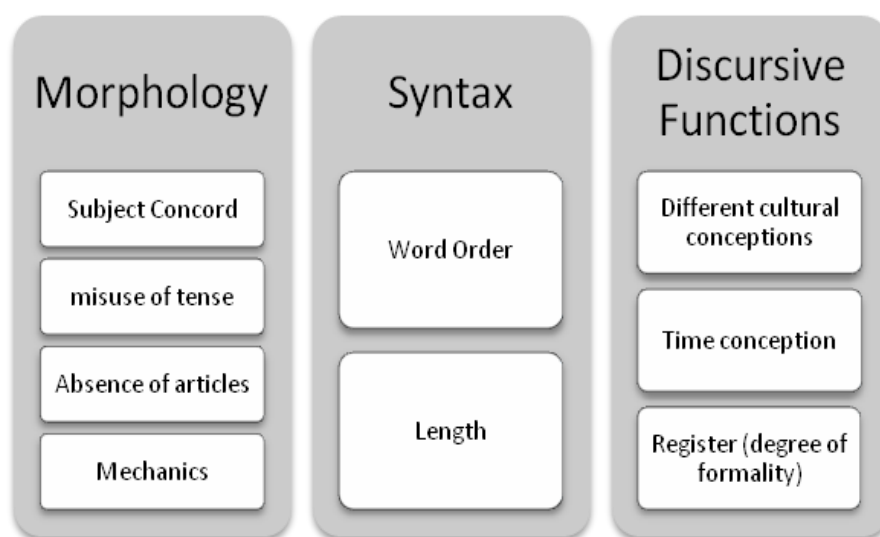 Morphology
Subject Concord
misuse of tense
Absence of articles
Mechanics
Syntax
Word Order
Length
Discursive
Functions
Different cultural
conceptions
Time conception
Register (degree of
formality)